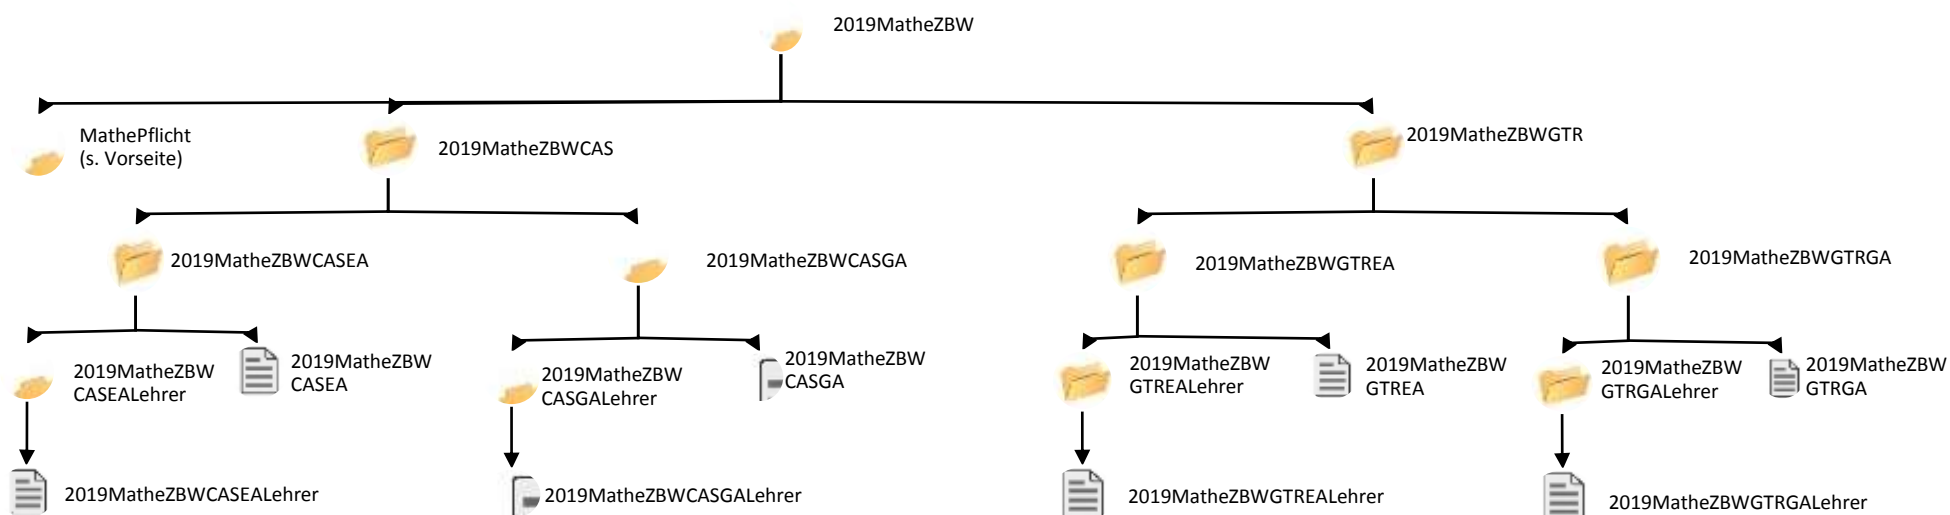 2019MatheZBW
MathePflicht
(s. Vorseite)
2019MatheZBWCAS
2019MatheZBWGTR
2019MatheZBWCASEA
2019MatheZBWCASGA
2019MatheZBWGTREA
2019MatheZBWGTRGA
2019MatheZBW
CASEALehrer
2019MatheZBW
CASEA
2019MatheZBW
CASGALehrer
2019MatheZBW
CASGA
2019MatheZBW
GTREALehrer
2019MatheZBW
GTREA
2019MatheZBW
GTRGALehrer
2019MatheZBW
GTRGA
2019MatheZBWCASEALehrer
2019MatheZBWCASGALehrer
2019MatheZBWGTREALehrer
2019MatheZBWGTRGALehrer